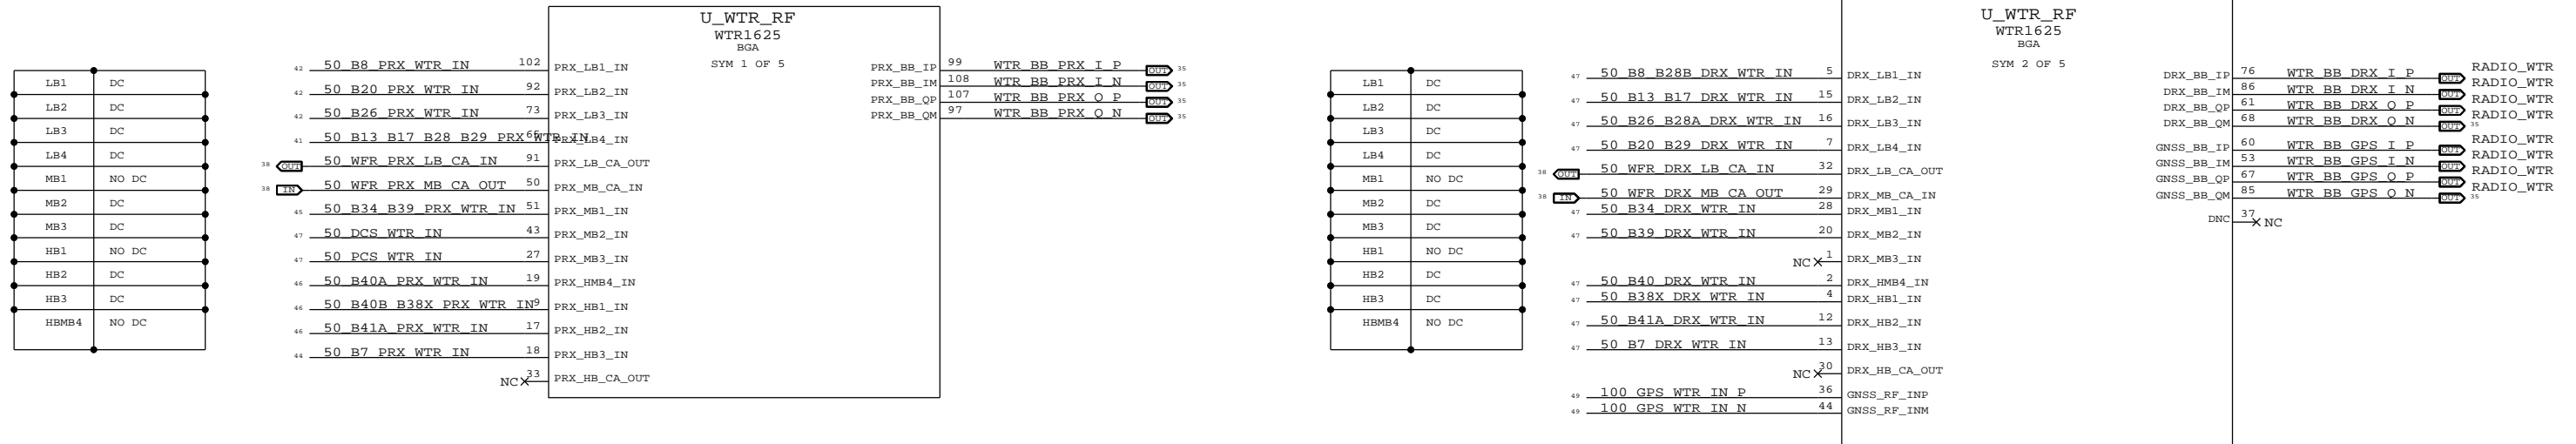 U_WTR_RF
WTR1625
BGA
SYM 1 OF 5
LB1 DC
LB2 DC
LB3 DC
LB4 DC
MB1 NO DC
MB2 DC
MB3 DC
HB1 NO DC
HB2 DC
HB3 DC
HBMB4 NO DC
42 50_B8_PRX_WTR_IN 102 PRX_LB1_IN
42 50_B20_PRX_WTR_IN 92 PRX_LB2_IN
42 50_B26_PRX_WTR_IN 73 PRX_LB3_IN
41 50_B13_B17_B28_B29_PRX_WTR_IN 65 PRX_LB4_IN
38 OUT 50_WFR_PRX_LB_CA_IN 91 PRX_LB_CA_OUT
38 IN 50_WFR_PRX_MB_CA_OUT 50 PRX_MB_CA_IN
45 50_B34_B39_PRX_WTR_IN 51 PRX_MB1_IN
47 50_DCS_WTR_IN 43 PRX_MB2_IN
47 50_PCS_WTR_IN 27 PRX_MB3_IN
46 50_B40A_PRX_WTR_IN 19 PRX_HMB4_IN
46 50_B40B_B38X_PRX_WTR_IN 9 PRX_HB1_IN
46 50_B41A_PRX_WTR_IN 17 PRX_HB2_IN
44 50_B7_PRX_WTR_IN 18 PRX_HB3_IN
NC 33 PRX_HB_CA_OUT
PRX_BB_IP 99 WTR_BB_PRX_I_P OUT 35
PRX_BB_IM 108 WTR_BB_PRX_I_N OUT 35
PRX_BB_QP 107 WTR_BB_PRX_Q_P OUT 35
PRX_BB_QM 97 WTR_BB_PRX_Q_N OUT 35
U_WTR_RF
WTR1625
BGA
SYM 2 OF 5
LB1 DC
LB2 DC
LB3 DC
LB4 DC
MB1 NO DC
MB2 DC
MB3 DC
HB1 NO DC
HB2 DC
HB3 DC
HBMB4 NO DC
47 50_B8_B28B_DRX_WTR_IN 5 DRX_LB1_IN
47 50_B13_B17_DRX_WTR_IN 15 DRX_LB2_IN
47 50_B26_B28A_DRX_WTR_IN 16 DRX_LB3_IN
47 50_B20_B29_DRX_WTR_IN 7 DRX_LB4_IN
38 OUT 50_WFR_DRX_LB_CA_IN 32 DRX_LB_CA_OUT
38 IN 50_WFR_DRX_MB_CA_OUT 29 DRX_MB_CA_IN
47 50_B34_DRX_WTR_IN 28 DRX_MB1_IN
47 50_B39_DRX_WTR_IN 20 DRX_MB2_IN
NC 1 DRX_MB3_IN
47 50_B40_DRX_WTR_IN 2 DRX_HMB4_IN
47 50_B38X_DRX_WTR_IN 4 DRX_HB1_IN
47 50_B41A_DRX_WTR_IN 12 DRX_HB2_IN
47 50_B7_DRX_WTR_IN 13 DRX_HB3_IN
NC 30 DRX_HB_CA_OUT
49 100_GPS_WTR_IN_P 36 GNSS_RF_INP
49 100_GPS_WTR_IN_N 44 GNSS_RF_INM
DRX_BB_IP 76 WTR_BB_DRX_I_P OUT RADIO_WTR
DRX_BB_IM 86 WTR_BB_DRX_I_N OUT RADIO_WTR
DRX_BB_QP 61 WTR_BB_DRX_Q_P OUT RADIO_WTR
DRX_BB_QM 68 WTR_BB_DRX_Q_N OUT 35 RADIO_WTR
GNSS_BB_IP 60 WTR_BB_GPS_I_P OUT RADIO_WTR
GNSS_BB_IM 53 WTR_BB_GPS_I_N OUT RADIO_WTR
GNSS_BB_QP 67 WTR_BB_GPS_Q_P OUT RADIO_WTR
GNSS_BB_QM 85 WTR_BB_GPS_Q_N OUT 35 RADIO_WTR
DNC 37 NC